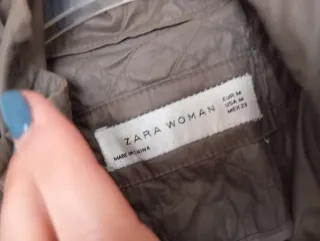 ZARA WOMAN
MADE IN CHINA
EUR M
USA M
MEX 28